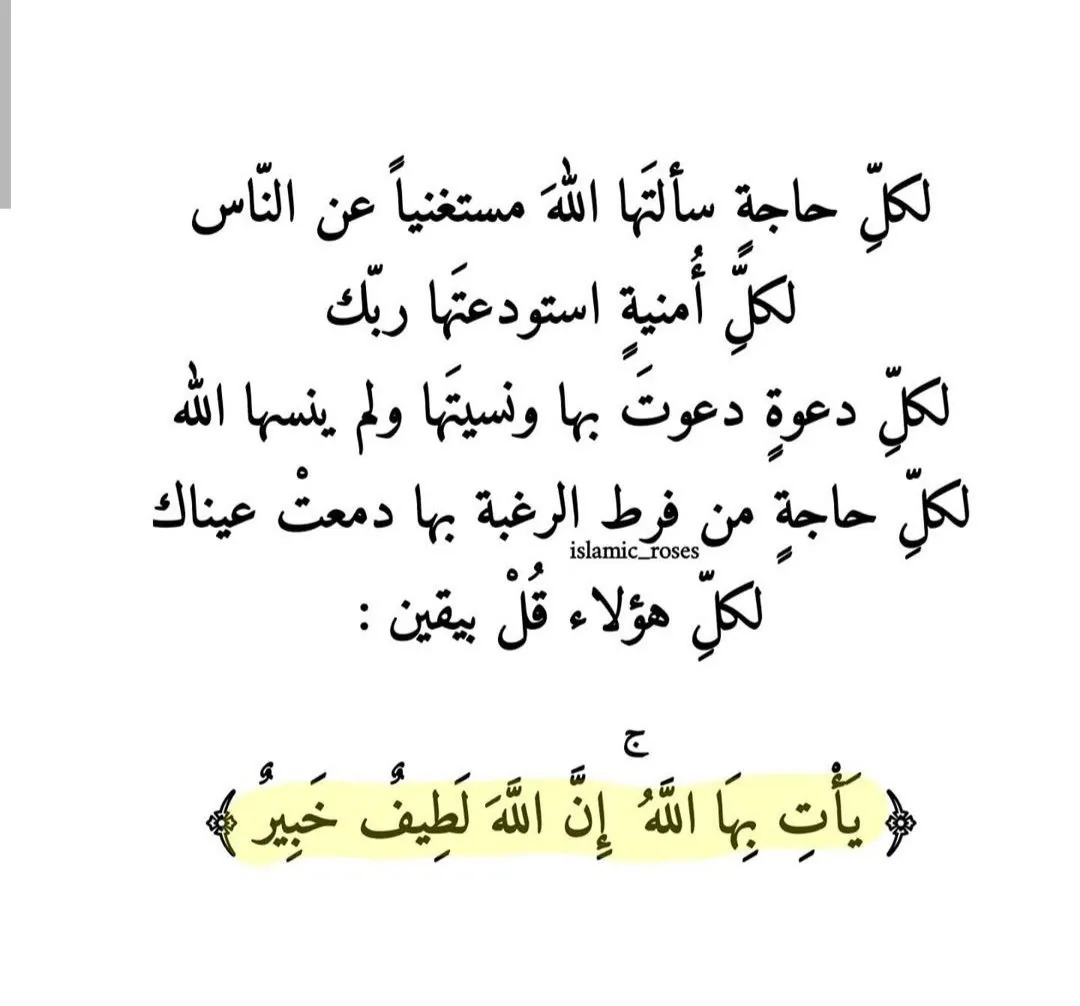 لكلِّ حاجةٍ سألتَها اللهَ مستغنياً عن النّاس
لكلَِّ أُمنيةٍ استودعتَها ربّك
لكلِّ دعوةٍ دعوتَ بها ونسيتَها ولم ينسها الله
لكلِّ حاجةٍ من فرط الرغبة بها دمعتْ عيناك
islamic_roses
لكلِّ هؤلاء قُلْ بيقين :
﴿ يَأْتِ بِهَا اللَّهُ ۚ إِنَّ اللَّهَ لَطِيفٌ خَبِيرٌ ﴾